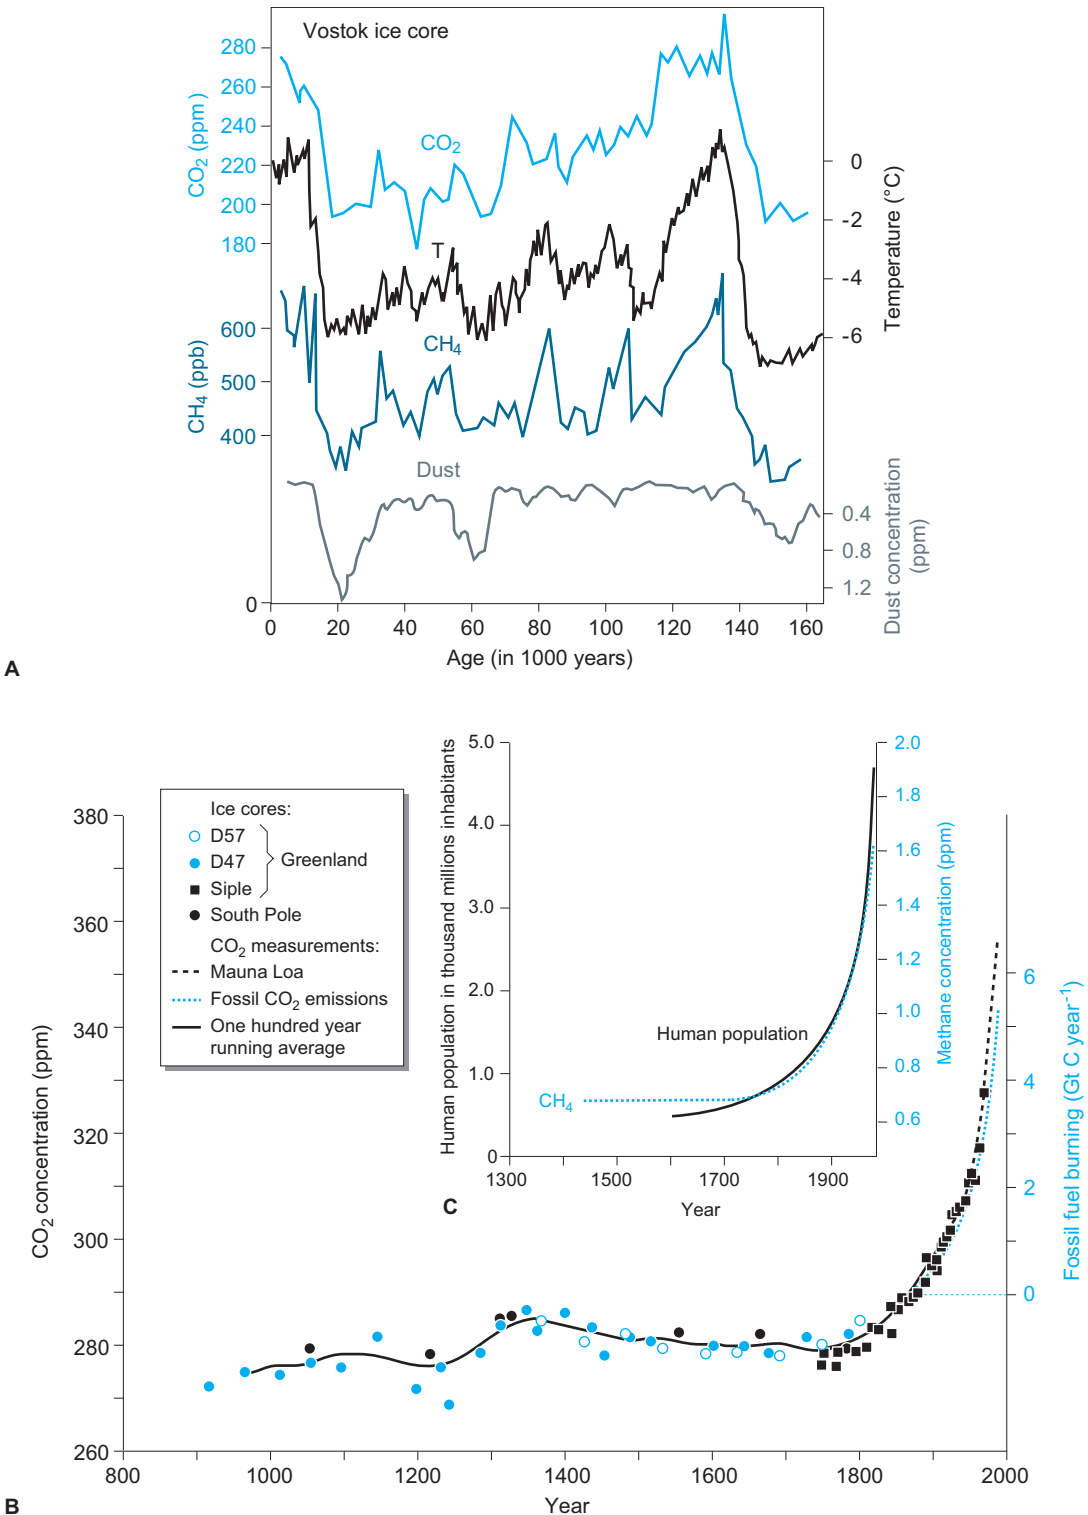 Vostok ice core
280
260
240
220
200
180
CO2 (ppm)
CO2
0
-2
-4
-6
Temperature (°C)
T
600
500
400
CH4 (ppb)
CH4
Dust
0.4
0.8
1.2
Dust concentration
(ppm)
0
0
20
40
60
80
100
120
140
160
Age (in 1000 years)
A
380
360
340
320
300
280
260
CO2 concentration (ppm)
Ice cores:
D57
D47
Greenland
Siple
South Pole
CO2 measurements:
Mauna Loa
Fossil CO2 emissions
One hundred year
running average
5.0
4.0
3.0
2.0
1.0
0
Human population in thousand millions inhabitants
2.0
1.8
1.6
1.4
1.2
1.0
0.8
0.6
Methane concentration (ppm)
Human population
CH4
1300
1500
1700
1900
Year
C
6
4
2
0
Fossil fuel burning (Gt C year-1)
800
1000
1200
1400
1600
1800
2000
Year
B